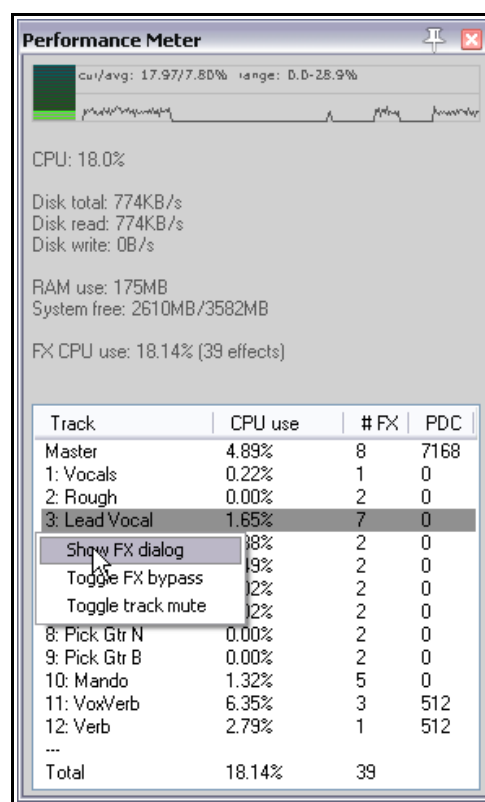 Performance Meter
cur/avg: 17.97/7.80% range: 0.0-28.9%
CPU: 18.0%
Disk total: 774KB/s
Disk read: 774KB/s
Disk write: 0B/s
RAM use: 175MB
System free: 2610MB/3582MB
FX CPU use: 18.14% (39 effects)
Track CPU use # FX PDC
Master 4.89% 8 7168
1: Vocals 0.22% 1 0
2: Rough 0.00% 2 0
3: Lead Vocal 1.65% 7 0
Show FX dialog 2 0
Toggle FX bypass 2 0
2 0
Toggle track mute 2 0
8: Pick Gtr N 0.00% 2 0
9: Pick Gtr B 0.00% 2 0
10: Mando 1.32% 5 0
11: VoxVerb 6.35% 3 512
12: Verb 2.79% 1 512
---
Total 18.14% 39